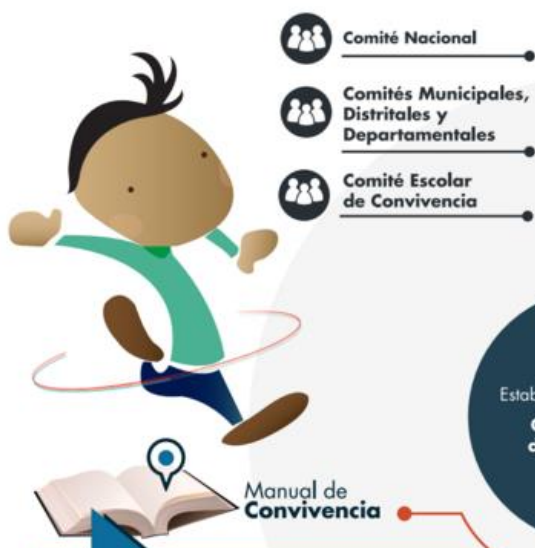 Comité Nacional
Comités Municipales,
Distritales y
Departamentales
Comité Escolar
de Convivencia
Manual de
Convivencia